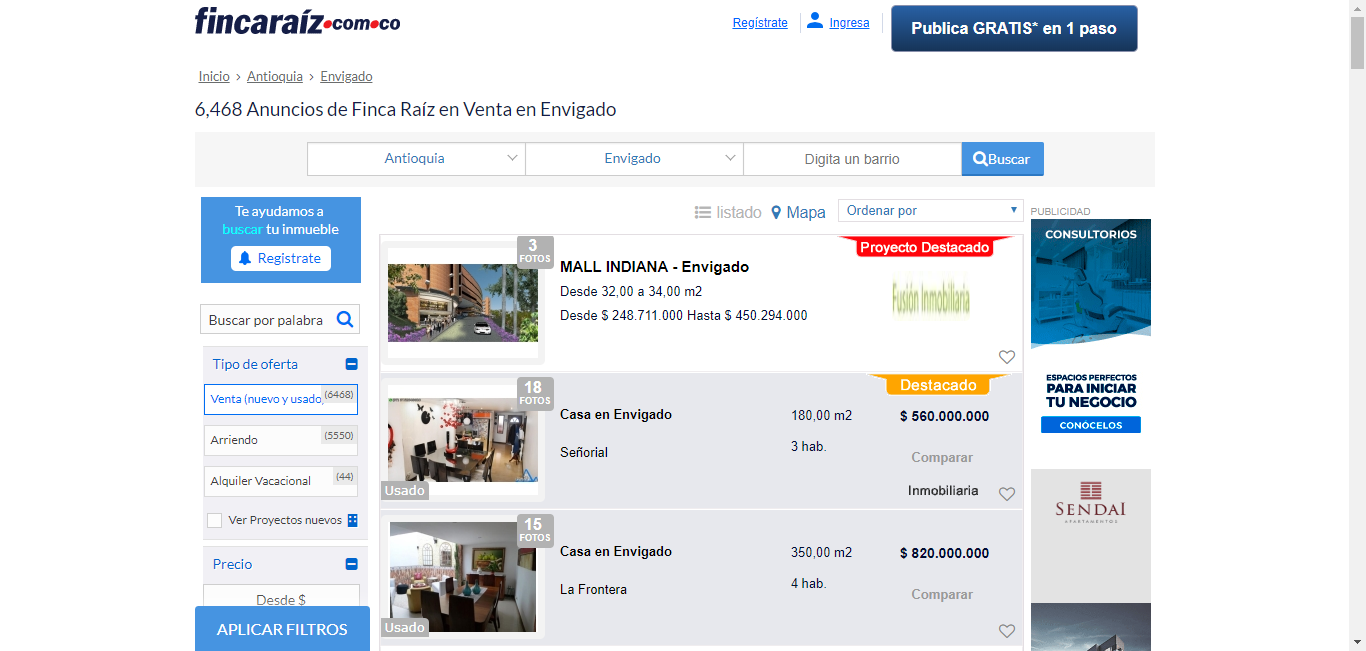 fincaraíz.com.co
Regístrate
Ingresa
Publica GRATIS* en 1 paso
Inicio > Antioquia > Envigado
6,468 Anuncios de Finca Raíz en Venta en Envigado
Antioquia
Envigado
Digita un barrio
Buscar
Te ayudamos a
buscar tu inmueble
Registrate
listado
Mapa
Ordenar por
PUBLICIDAD
Buscar por palabra
Tipo de oferta
Venta (nuevo y usado)
(6468)
Arriendo
(5550)
Alquiler Vacacional
(44)
Ver Proyectos nuevos
Precio
Desde $
APLICAR FILTROS
3
FOTOS
MALL INDIANA - Envigado
Desde 32,00 a 34,00 m2
Desde $ 248.711.000 Hasta $ 450.294.000
Proyecto Destacado
Fusión Inmobiliaria
18
FOTOS
Usado
Casa en Envigado
Señorial
180,00 m2
3 hab.
Destacado
$ 560.000.000
Comparar
Inmobiliaria
15
FOTOS
Usado
Casa en Envigado
La Frontera
350,00 m2
4 hab.
$ 820.000.000
Comparar
CONSULTORIOS
ESPACIOS PERFECTOS
PARA INICIAR
TU NEGOCIO
CONÓCELOS
SENDAI
APARTAMENTOS